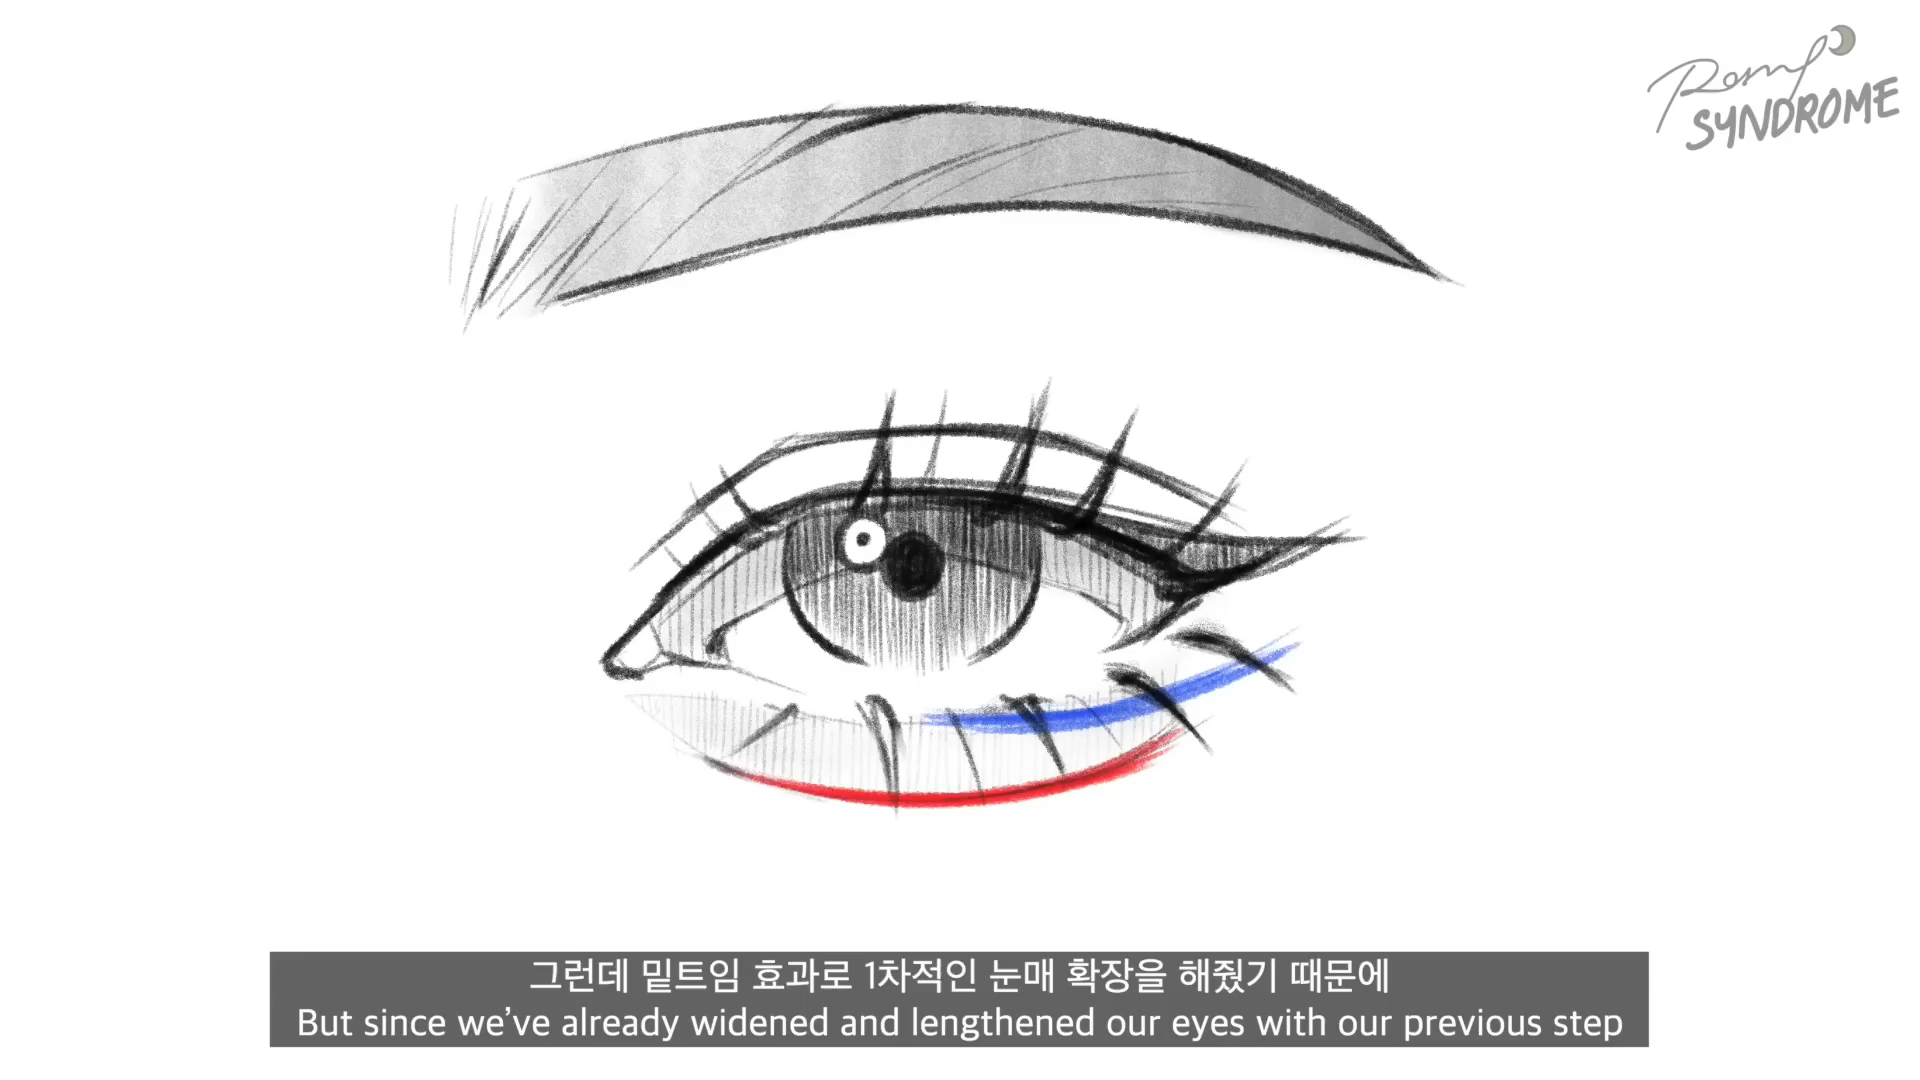 SYNDROME
그런데 밑트임 효과로 1차적인 눈매 확장을 해줬기 때문에
But since we’ve already widened and lengthened our eyes with our previous step